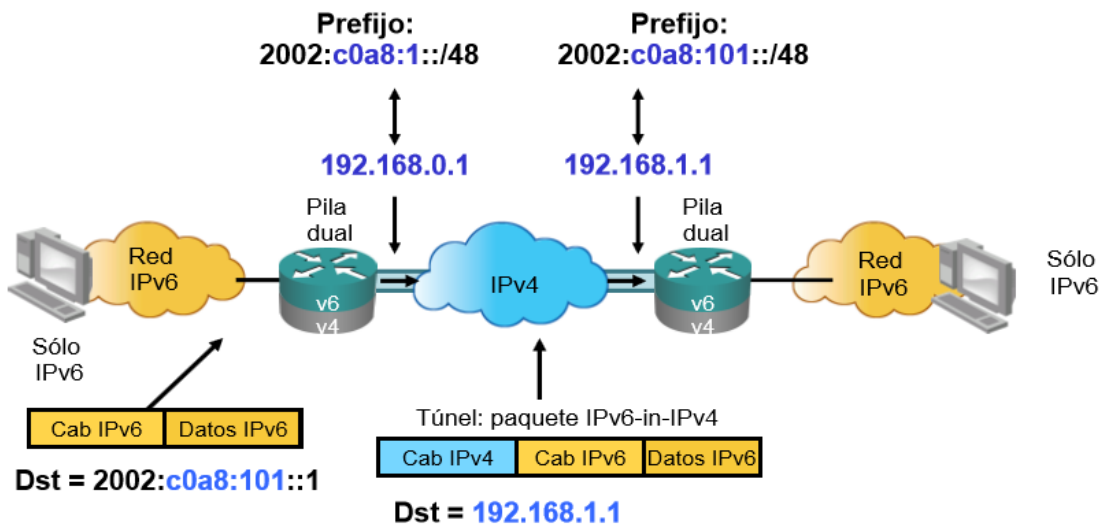 Prefijo:
2002:c0a8:1::/48
Prefijo:
2002:c0a8:101::/48
192.168.0.1
192.168.1.1
Pila
dual
Pila
dual
Red
IPv6
IPv4
Red
IPv6
Sólo
IPv6
v6
v4
v6
v4
Sólo
IPv6
Cab IPv6
Datos IPv6
Dst = 2002:c0a8:101::1
Túnel: paquete IPv6-in-IPv4
Cab IPv4
Cab IPv6
Datos IPv6
Dst = 192.168.1.1